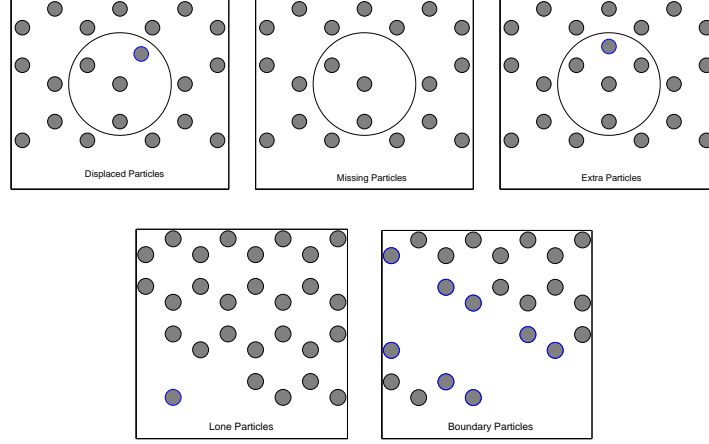 Displaced Particles
Missing Particles
Extra Particles
Lone Particles
Boundary Particles